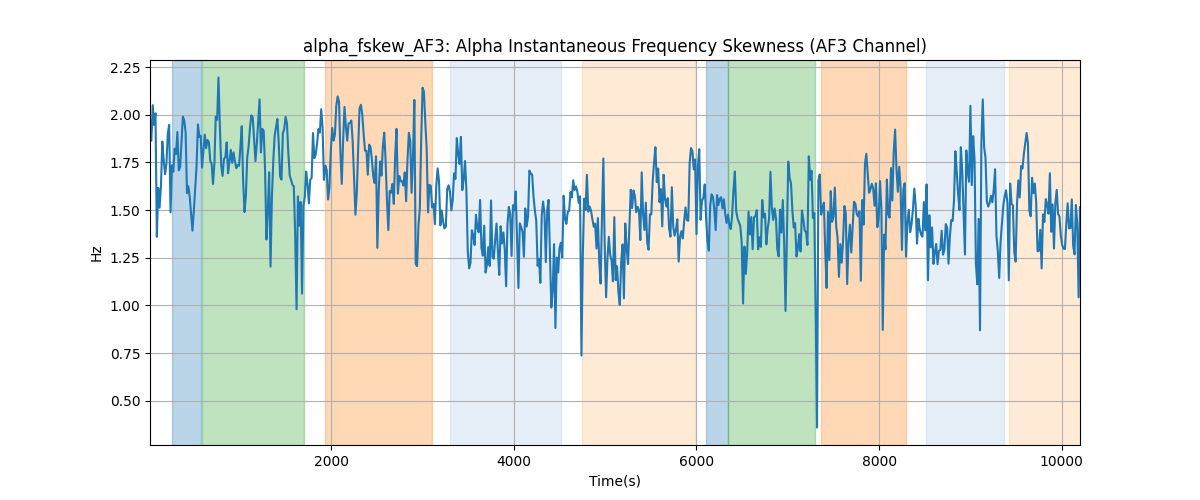 alpha_fskew_AF3: Alpha Instantaneous Frequency Skewness (AF3 Channel)
2.25
2.00
1.75
1.50
1.25
1.00
0.75
0.50
Hz
2000 4000 6000 8000 10000
Time(s)